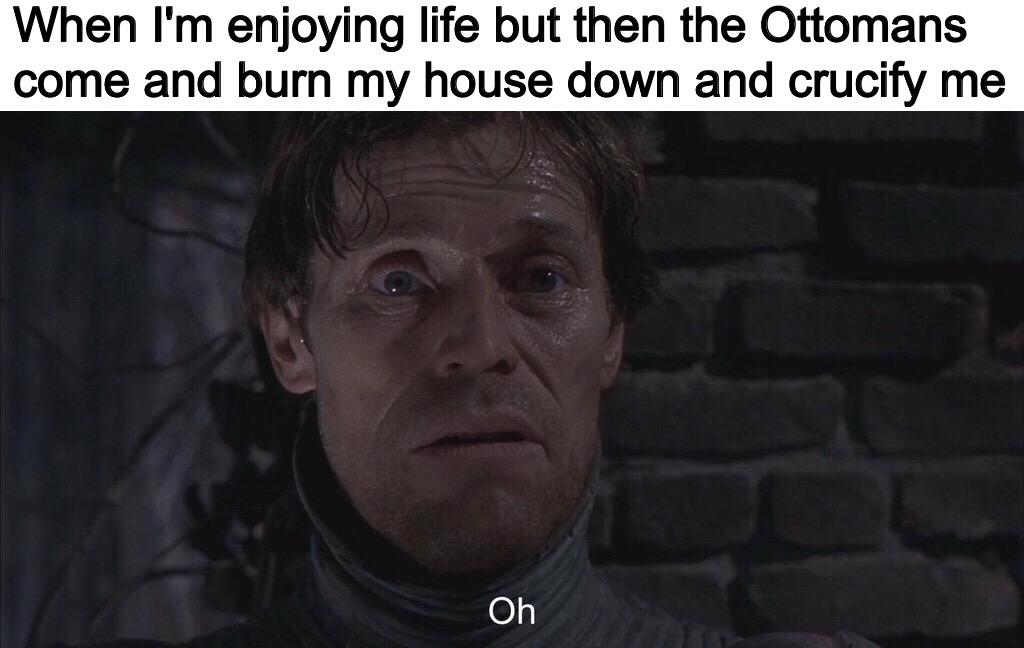 When I'm enjoying life but then the Ottomans
come and burn my house down and crucify me
Oh